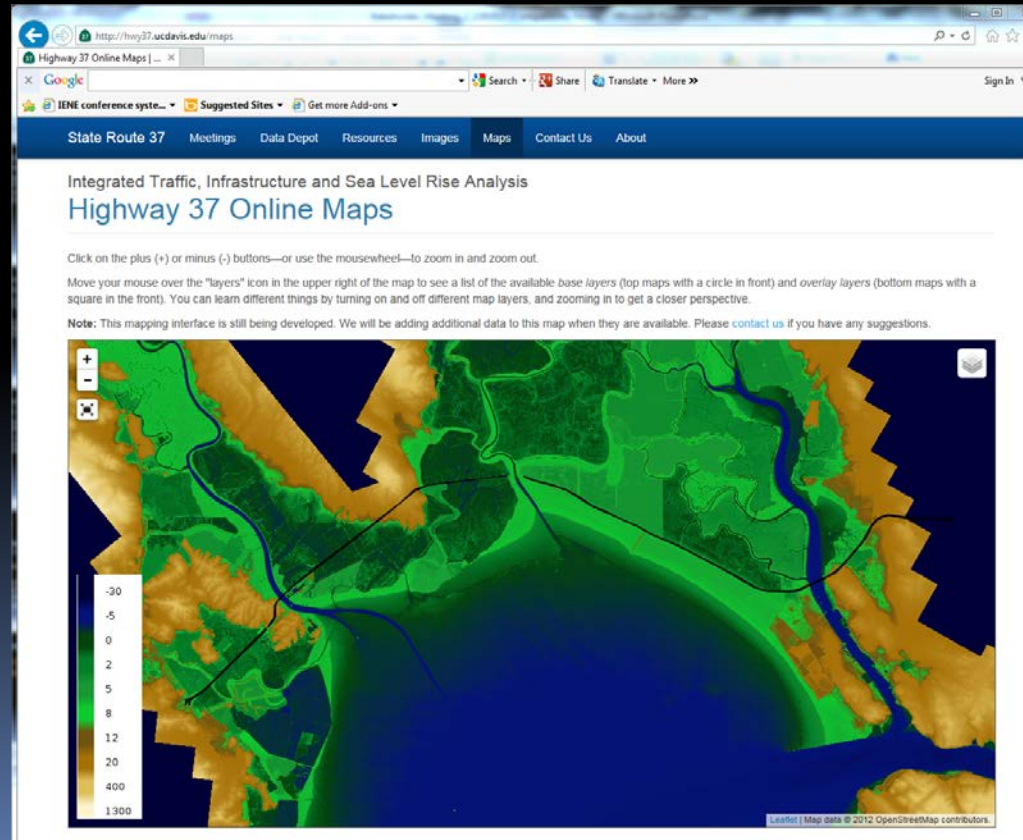 http://hwy37.ucdavis.edu/maps
Highway 37 Online Maps | ...
Google
Search
Share
Translate
More »
Sign In
IENE conference syste...
Suggested Sites
Get more Add-ons
State Route 37
Meetings
Data Depot
Resources
Images
Maps
Contact Us
About
Integrated Traffic, Infrastructure and Sea Level Rise Analysis
Highway 37 Online Maps
Click on the plus (+) or minus (-) buttons—or use the mousewheel—to zoom in and zoom out.
Move your mouse over the "layers" icon in the upper right of the map to see a list of the available base layers (top maps with a circle in front) and overlay layers (bottom maps with a
square in the front). You can learn different things by turning on and off different map layers, and zooming in to get a closer perspective.
Note: This mapping interface is still being developed. We will be adding additional data to this map when they are available. Please contact us if you have any suggestions.
+
-
-30
-5
0
2
5
8
12
20
400
1300
Leaflet | Map data © 2012 OpenStreetMap contributors.